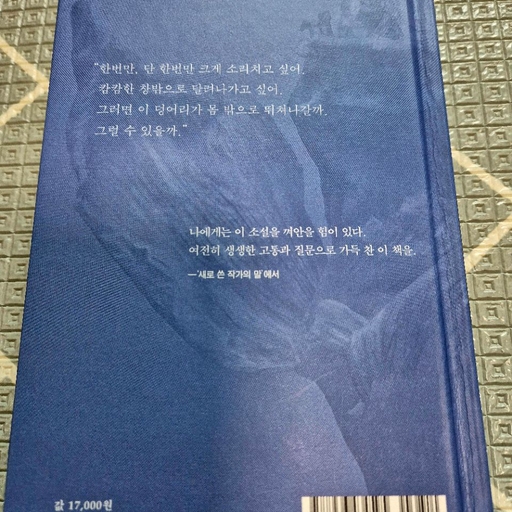 “한번만, 단 한번만 크게 소리치고 싶어.
캄캄한 창밖으로 달려나가고 싶어.
그러면 이 덩어리가 몸 밖으로 뛰쳐나갈까.
그럴 수 있을까.”
나에게는 이 소설을 껴안을 힘이 있다.
여전히 생생한 고통과 질문으로 가득 찬 이 책을.
—‘새로 쓴 작가의 말’에서
값 17,000원